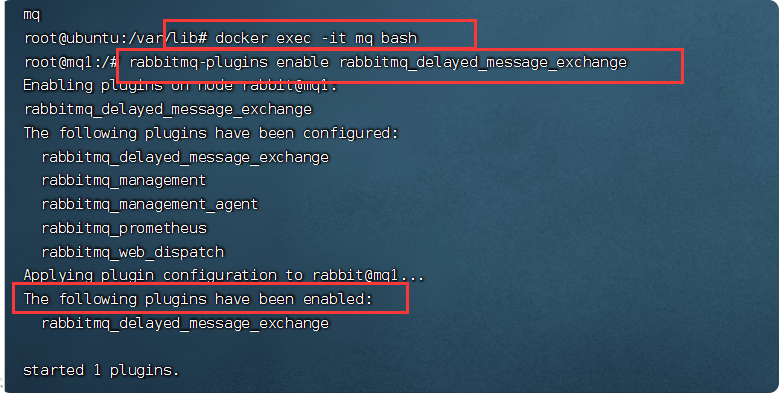 mq
root@ubuntu:/var/lib# docker exec -it mq bash
root@mq1:/# rabbitmq-plugins enable rabbitmq_delayed_message_exchange
Enabling plugins on node rabbit@mq1:
rabbitmq_delayed_message_exchange
The following plugins have been configured:
  rabbitmq_delayed_message_exchange
  rabbitmq_management
  rabbitmq_management_agent
  rabbitmq_prometheus
  rabbitmq_web_dispatch
Applying plugin configuration to rabbit@mq1...
The following plugins have been enabled:
  rabbitmq_delayed_message_exchange
started 1 plugins.